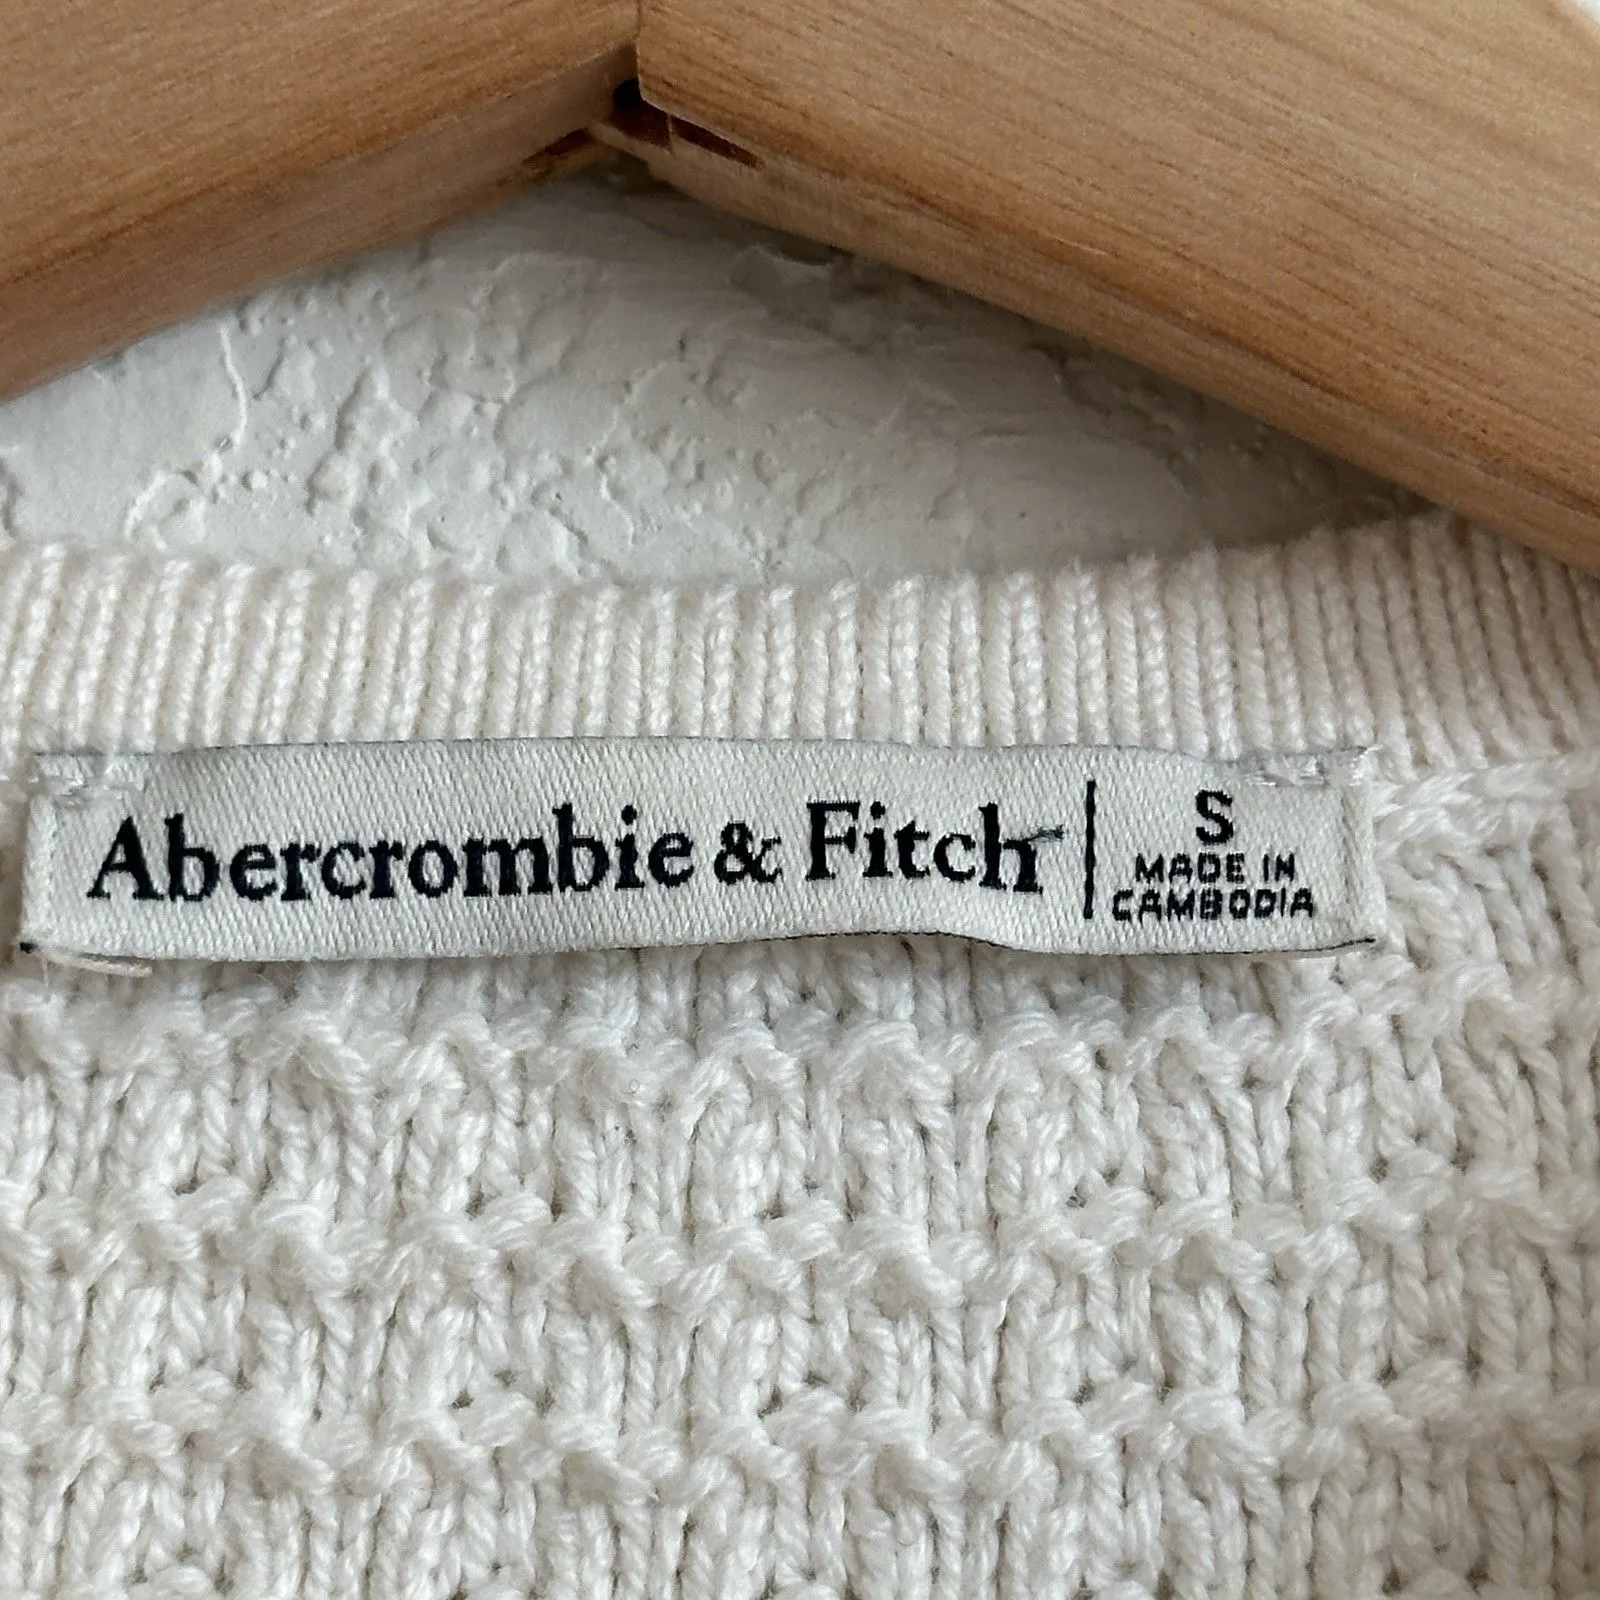 Abercrombie & Fitch
S
MADE IN
CAMBODIA